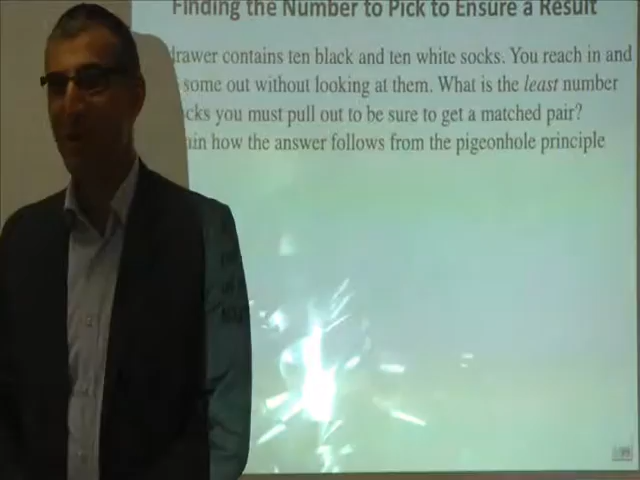 Finding the Number to Pick to Ensure a Result
drawer contains ten black and ten white socks. You reach in and
some out without looking at them. What is the least number
cks you must pull out to be sure to get a matched pair?
ain how the answer follows from the pigeonhole principle